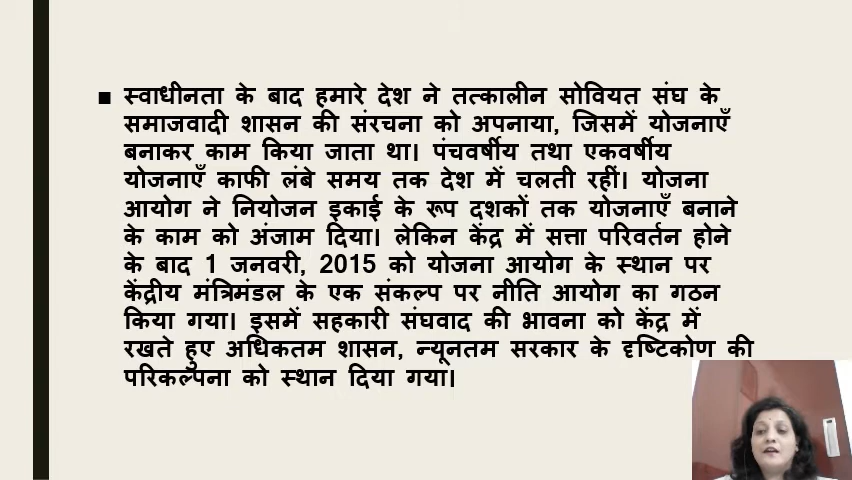 ■ स्वाधीनता के बाद हमारे देश ने तत्कालीन सोवियत संघ के
समाजवादी शासन की संरचना को अपनाया, जिसमें योजनाएँ
बनाकर काम किया जाता था। पंचवर्षीय तथा एकवर्षीय
योजनाएँ काफी लंबे समय तक देश में चलती रहीं। योजना
आयोग ने नियोजन इकाई के रूप दशकों तक योजनाएँ बनाने
के काम को अंजाम दिया। लेकिन केंद्र में सत्ता परिवर्तन होने
के बाद 1 जनवरी, 2015 को योजना आयोग के स्थान पर
केंद्रीय मंत्रिमंडल के एक संकल्प पर नीति आयोग का गठन
किया गया। इसमें सहकारी संघवाद की भावना को केंद्र में
रखते हुए अधिकतम शासन, न्यूनतम सरकार के दृष्टिकोण की
परिकल्पना को स्थान दिया गया।